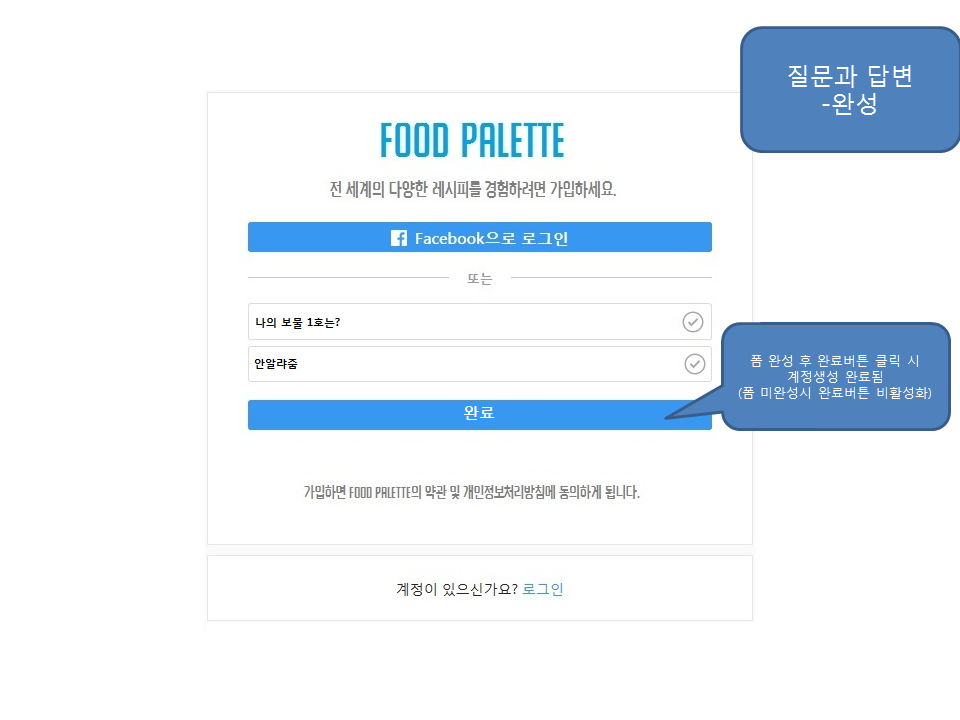 질문과 답변
-완성
FOOD PALETTE
전 세계의 다양한 레시피를 경험하려면 가입하세요.
Facebook으로 로그인
또는
나의 보물 1호는?
안알랴줌
폼 완성 후 완료버튼 클릭 시
계정생성 완료됨
(폼 미완성시 완료버튼 비활성화)
완료
가입하면 FOOD PALETTE의 약관 및 개인정보처리방침에 동의하게 됩니다.
계정이 있으신가요? 로그인